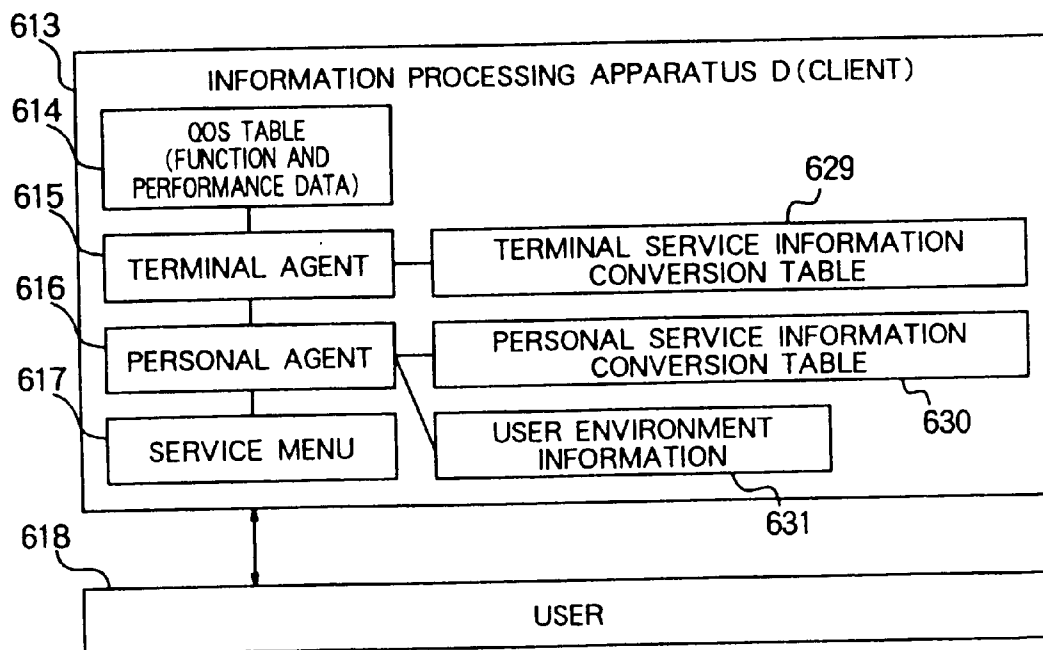 613
INFORMATION PROCESSING APPARATUS D (CLIENT)
614
QOS TABLE
(FUNCTION AND
PERFORMANCE DATA)
615
629
TERMINAL AGENT
TERMINAL SERVICE INFORMATION
CONVERSION TABLE
616
PERSONAL AGENT
PERSONAL SERVICE INFORMATION
CONVERSION TABLE
617
630
SERVICE MENU
USER ENVIRONMENT
INFORMATION
631
618
USER